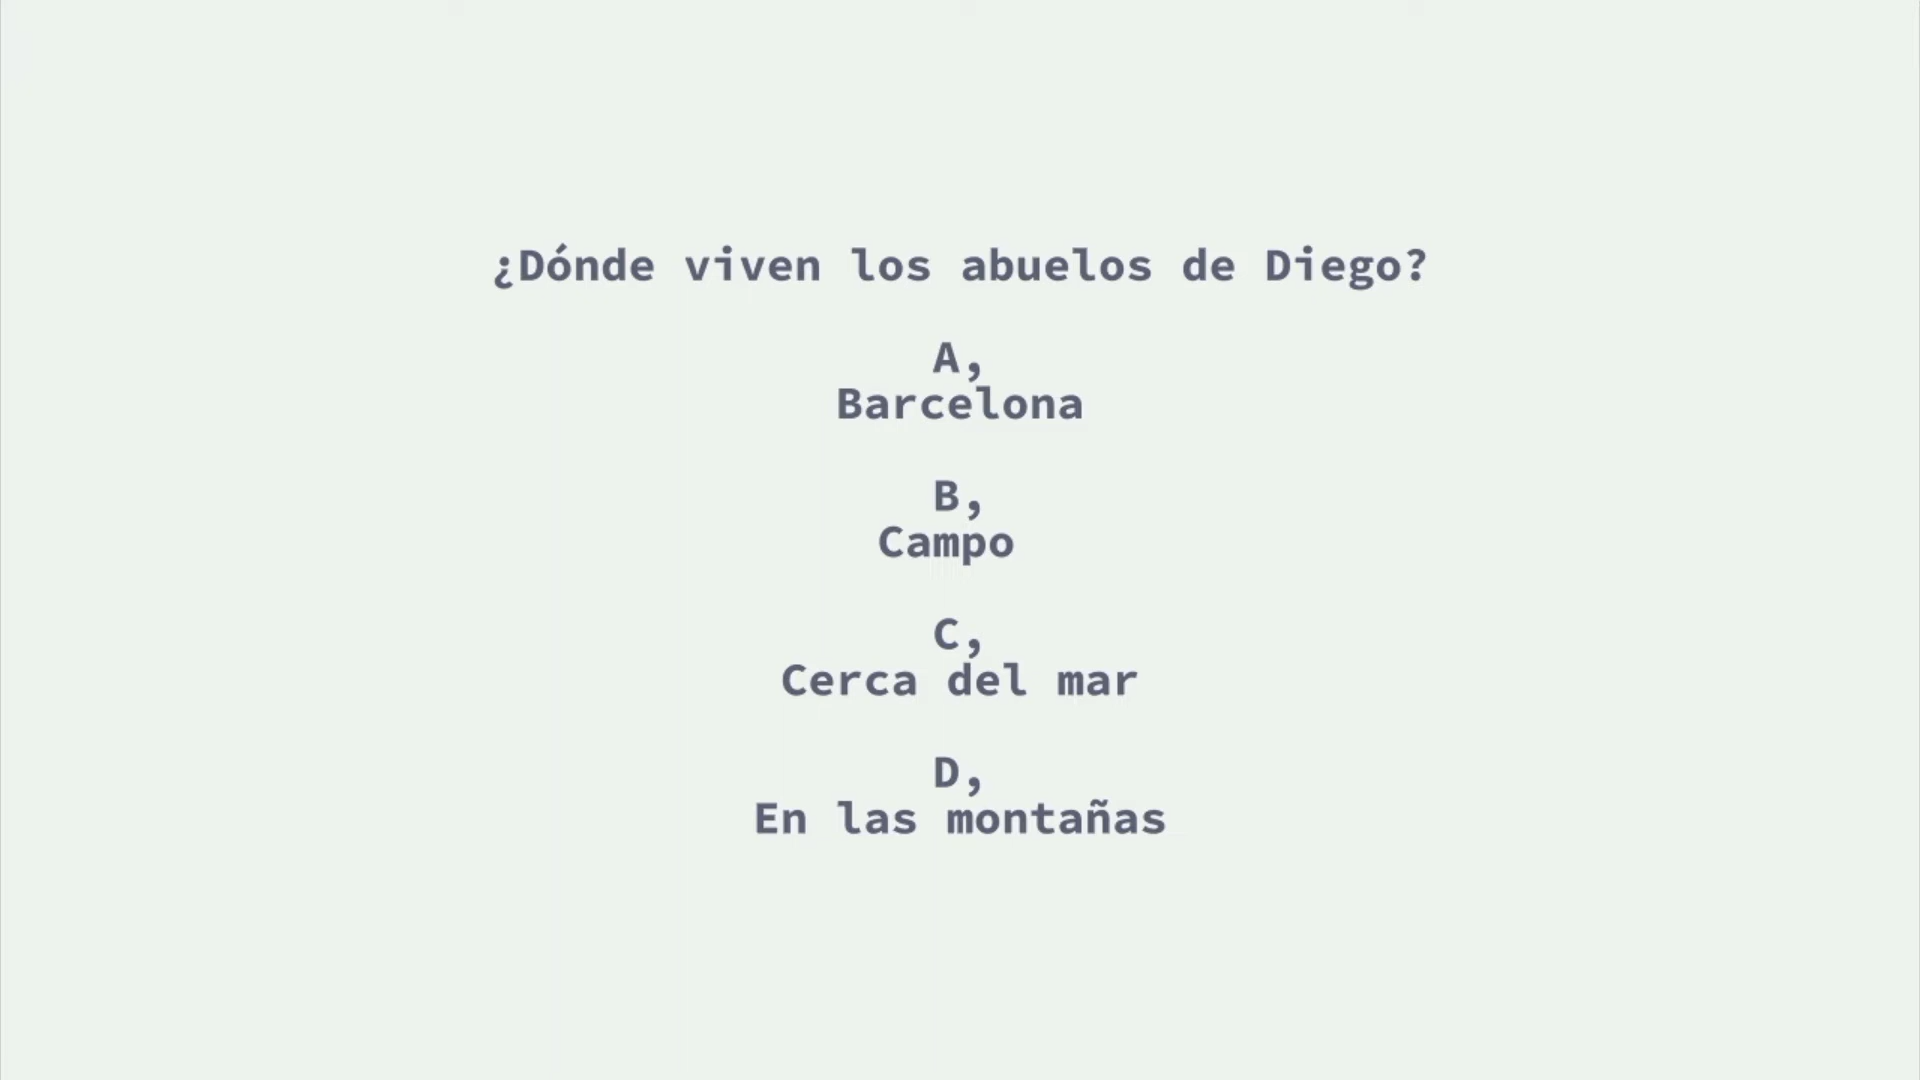 ¿Dónde viven los abuelos de Diego?
A,
Barcelona
B,
Campo
C,
Cerca del mar
D,
En las montañas